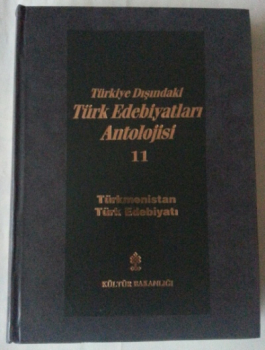 Türkiye Dışındaki
Türk Edebiyatları
Antolojisi
11
Türkmenistan
Türk Edebiyatı
KÜLTÜR BAKANLIĞI